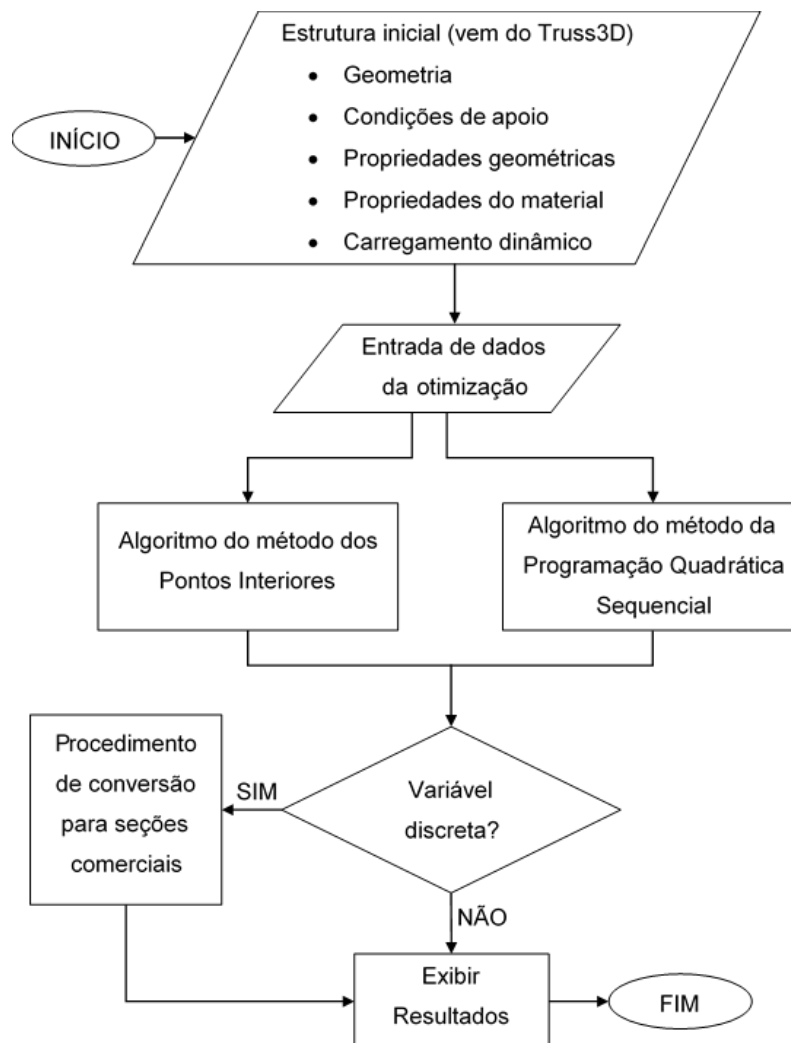 Estrutura inicial (vem do Truss3D)
• Geometria
• Condições de apoio
• Propriedades geométricas
• Propriedades do material
• Carregamento dinâmico
INÍCIO
Entrada de dados
da otimização
Algoritmo do método dos
Pontos Interiores
Algoritmo do método da
Programação Quadrática
Sequencial
Procedimento
de conversão
para seções
comerciais
SIM
Variável
discreta?
NÃO
Exibir
Resultados
FIM